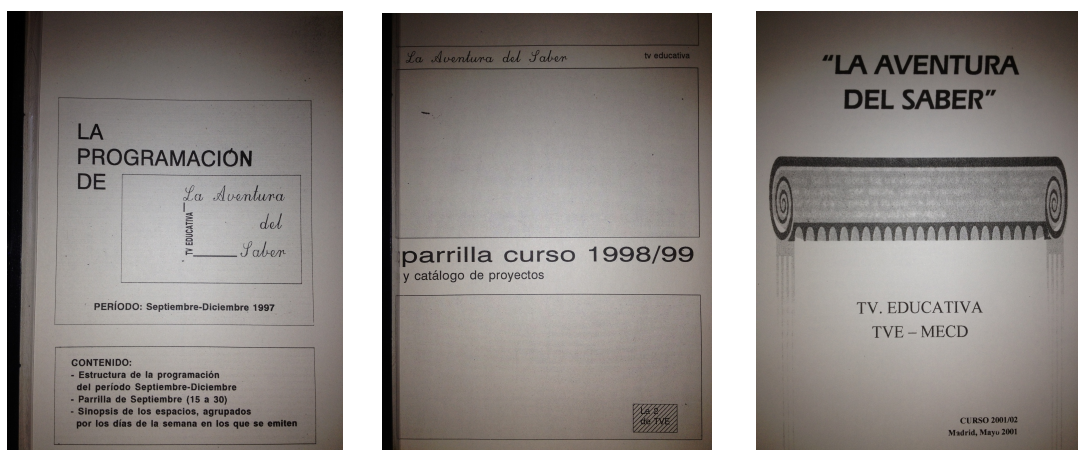 LA
PROGRAMACIÓN
DE
La Aventura
del
Saber
TV EDUCATIVA
PERÍODO: Septiembre-Diciembre 1997
CONTENIDO:
- Estructura de la programación
del período Septiembre-Diciembre
- Parrilla de Septiembre (15 a 30)
- Sinopsis de los espacios, agrupados
por los días de la semana en los que se emiten
La Aventura del Saber
tv educativa
parrilla curso 1998/99
y catálogo de proyectos
La 2
de TVE
“LA AVENTURA
DEL SABER”
TV. EDUCATIVA
TVE – MECD
CURSO 2001/02
Madrid, Mayo 2001